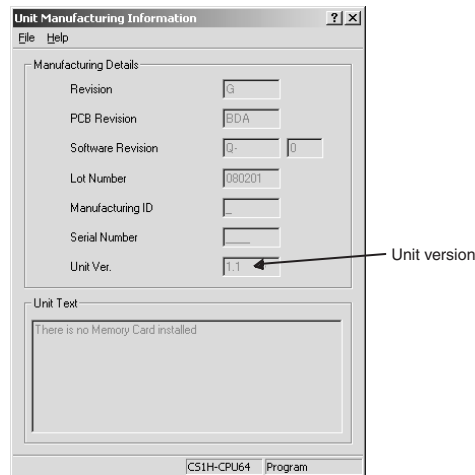 Unit Manufacturing Information
File Help
Manufacturing Details
Revision G
PCB Revision BDA
Software Revision Q- 0
Lot Number 080201
Manufacturing ID _
Serial Number ____
Unit Ver. 1.1
Unit version
Unit Text
There is no Memory Card installed
CS1H-CPU64 Program